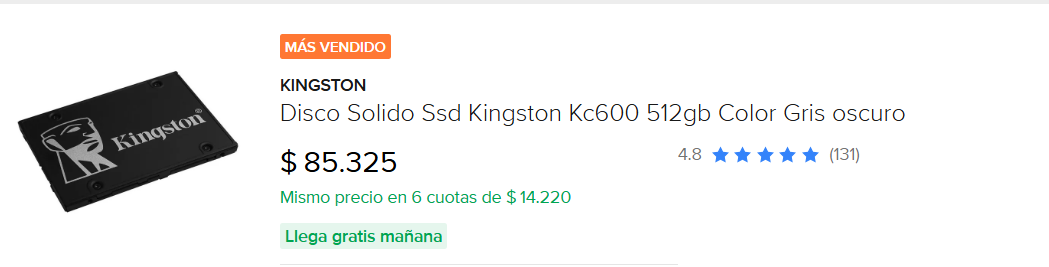 MÁS VENDIDO
KINGSTON
Disco Solido Ssd Kingston Kc600 512gb Color Gris oscuro
Kingston®
$ 85.325
4.8 (131)
Mismo precio en 6 cuotas de $ 14.220
Llega gratis mañana